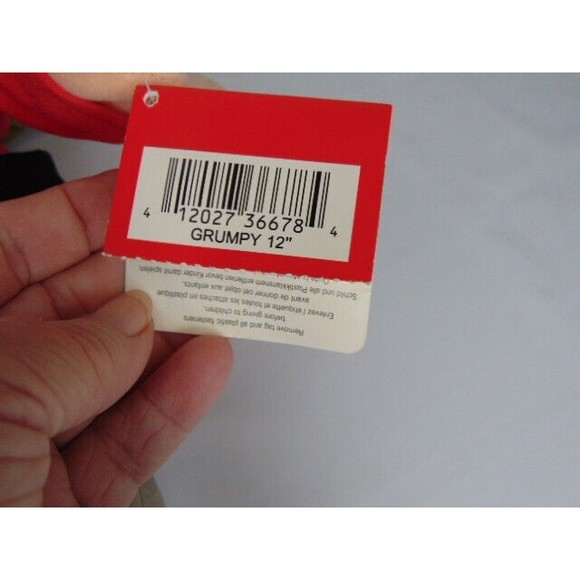 4 12027 36678 4
GRUMPY 12"
Remove tag and all plastic fasteners
before giving to children.
Enlevez l'etiquette et toutes les attaches en plastique
avant de donner cet objet aux enfants.
Schild und alle Plastikklammern entfernen bevor Kinder damit spielen.